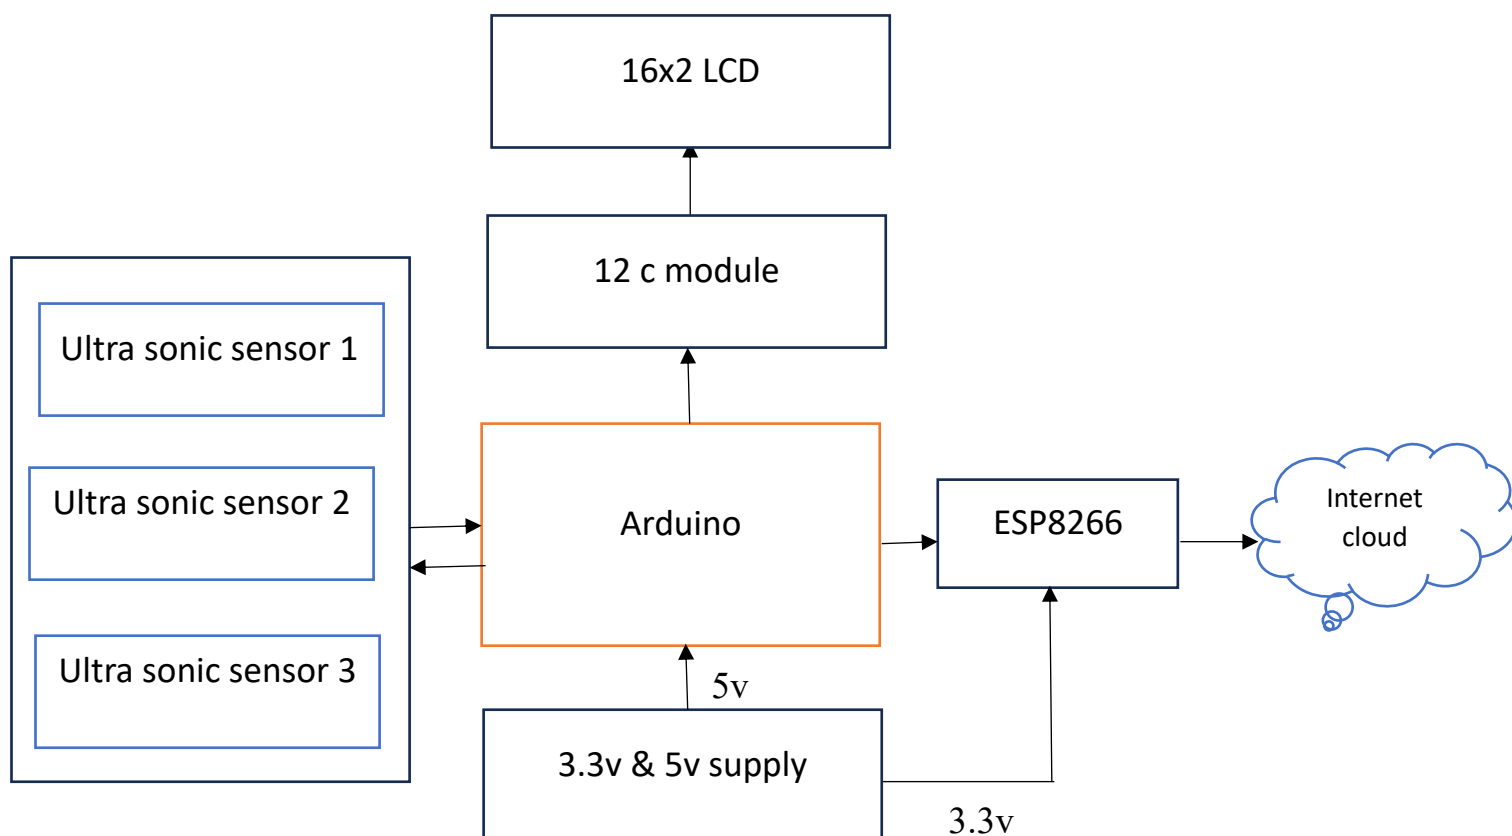 16x2 LCD
12 c module
Ultra sonic sensor 1
Ultra sonic sensor 2
Ultra sonic sensor 3
Arduino
ESP8266
Internet
cloud
5v
3.3v & 5v supply
3.3v